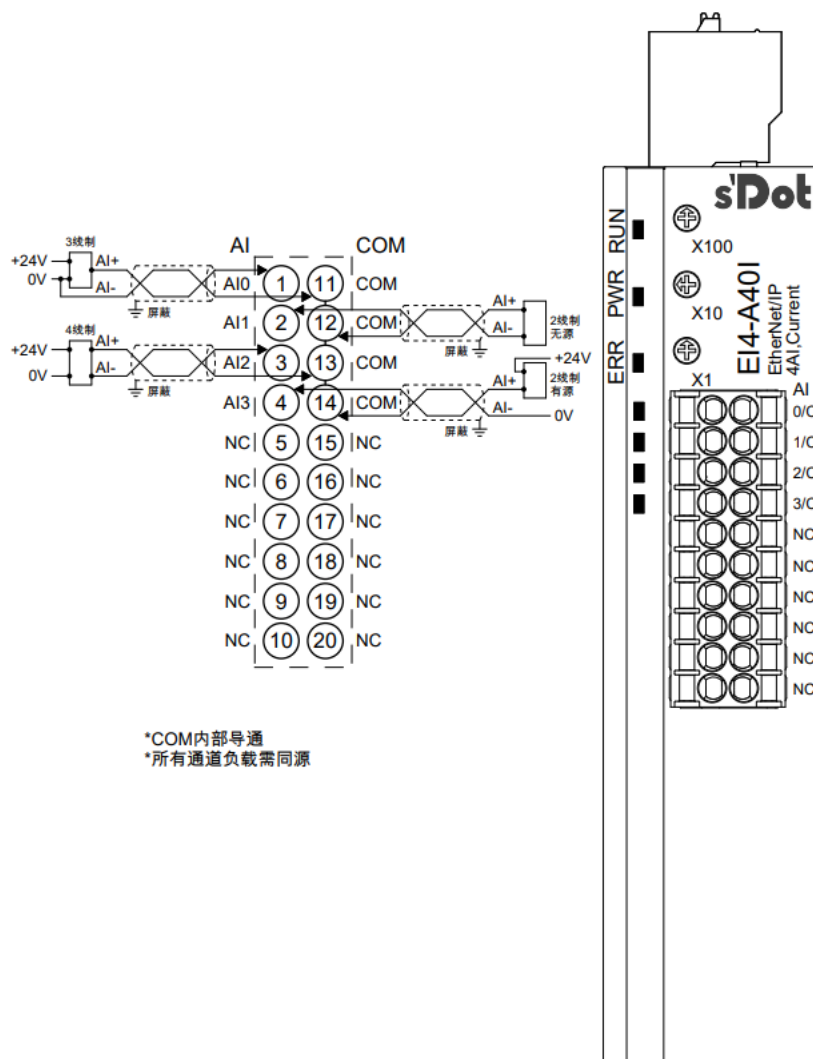 s'Dot
RUN
PWR
ERR
X100
X10
X1
EI4-A40I
EtherNet/IP
4AI,Current
AI
0/C
1/C
2/C
3/C
NC
NC
NC
NC
NC
NC
AI COM
3线制
+24V
0V
AI+
AI-
屏蔽
AI0 1 11 COM
AI1 2 12 COM
AI+
AI-
2线制
无源
屏蔽
4线制
+24V
0V
AI+
AI-
屏蔽
AI2 3 13 COM
AI3 4 14 COM
+24V
AI+
AI-
2线制
有源
0V
屏蔽
NC 5 15 NC
NC 6 16 NC
NC 7 17 NC
NC 8 18 NC
NC 9 19 NC
NC 10 20 NC
*COM内部导通
*所有通道负载需同源